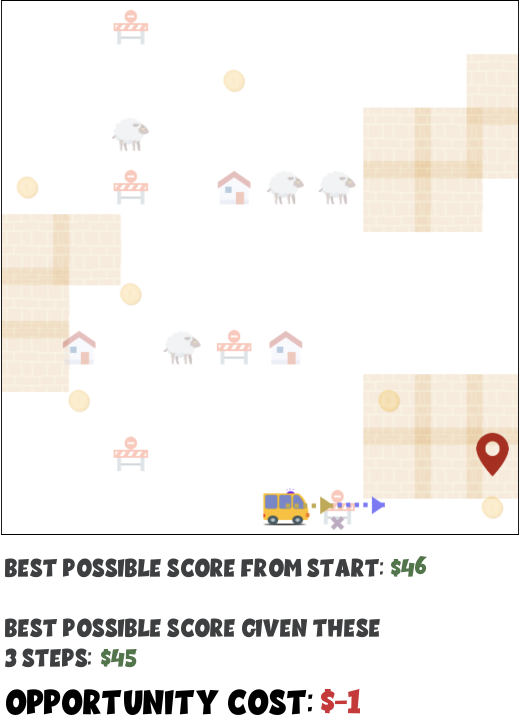 BEST POSSIBLE SCORE FROM START: $46
BEST POSSIBLE SCORE GIVEN THESE
3 STEPS: $45
OPPORTUNITY COST: $-1